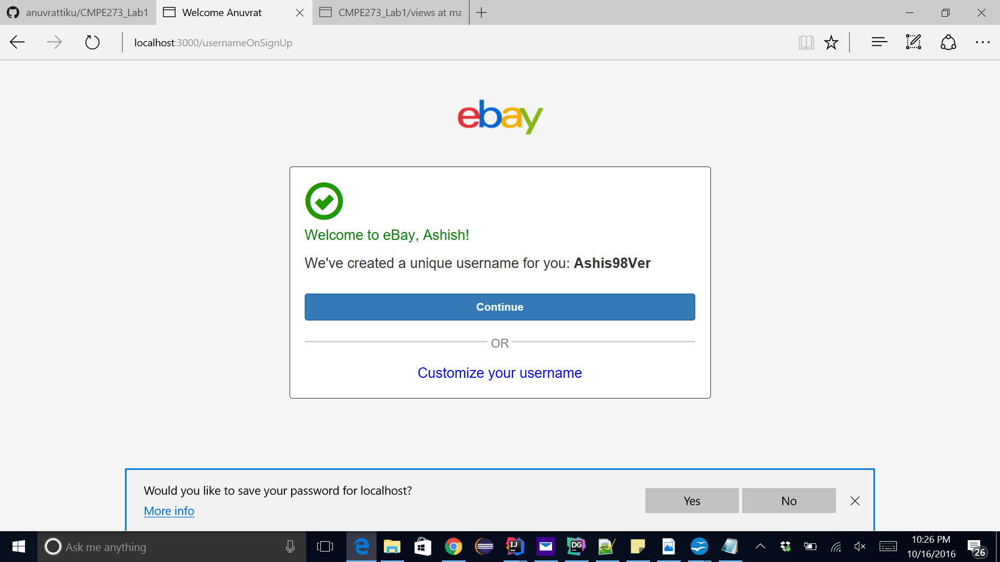 anuvrattiku/CMPE273_Lab1
Welcome Anuvrat
CMPE273_Lab1/views at ma
localhost:3000/usernameOnSignUp
ebay
Welcome to eBay, Ashish!
We've created a unique username for you: Ashis98Ver
Continue
OR
Customize your username
Would you like to save your password for localhost?
More info
Yes
No
Ask me anything
IJ
DG
10:26 PM
10/16/2016
26